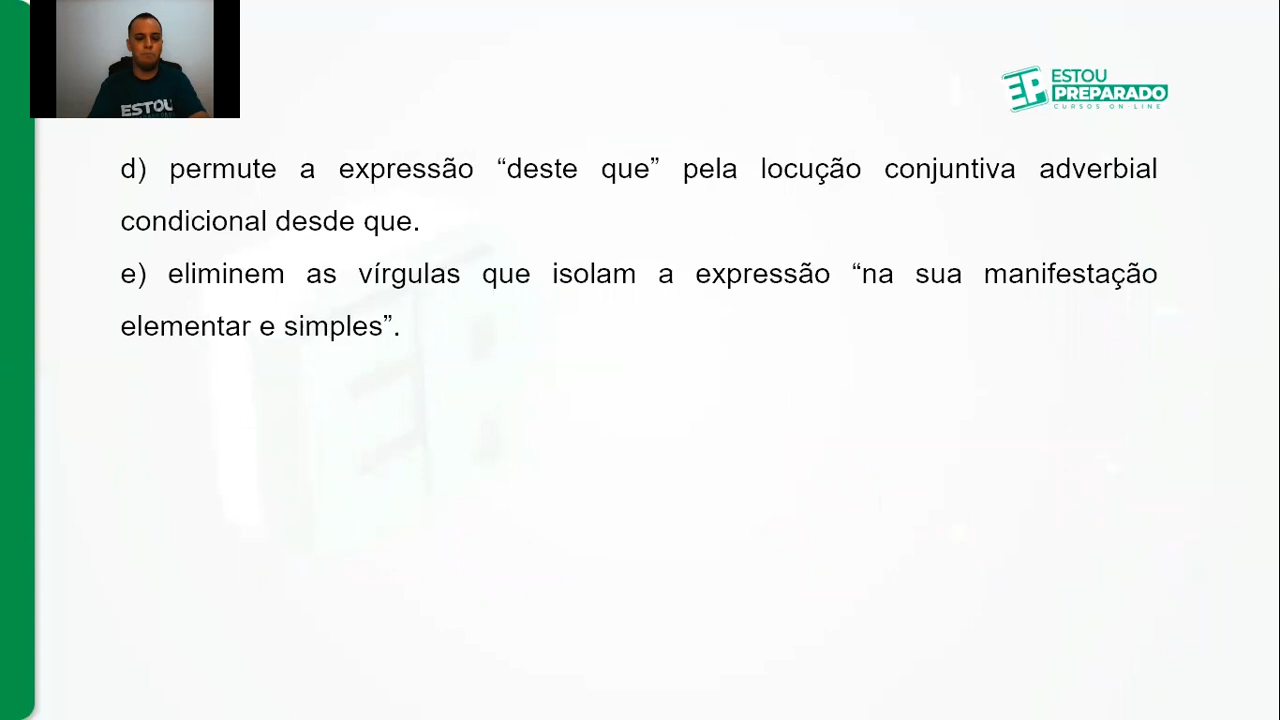 ESTOU
ESTOU
PREPARADO
CURSOS ON-LINE
d) permute a expressão “deste que” pela locução conjuntiva adverbial
condicional desde que.
e) eliminem as vírgulas que isolam a expressão “na sua manifestação
elementar e simples”.